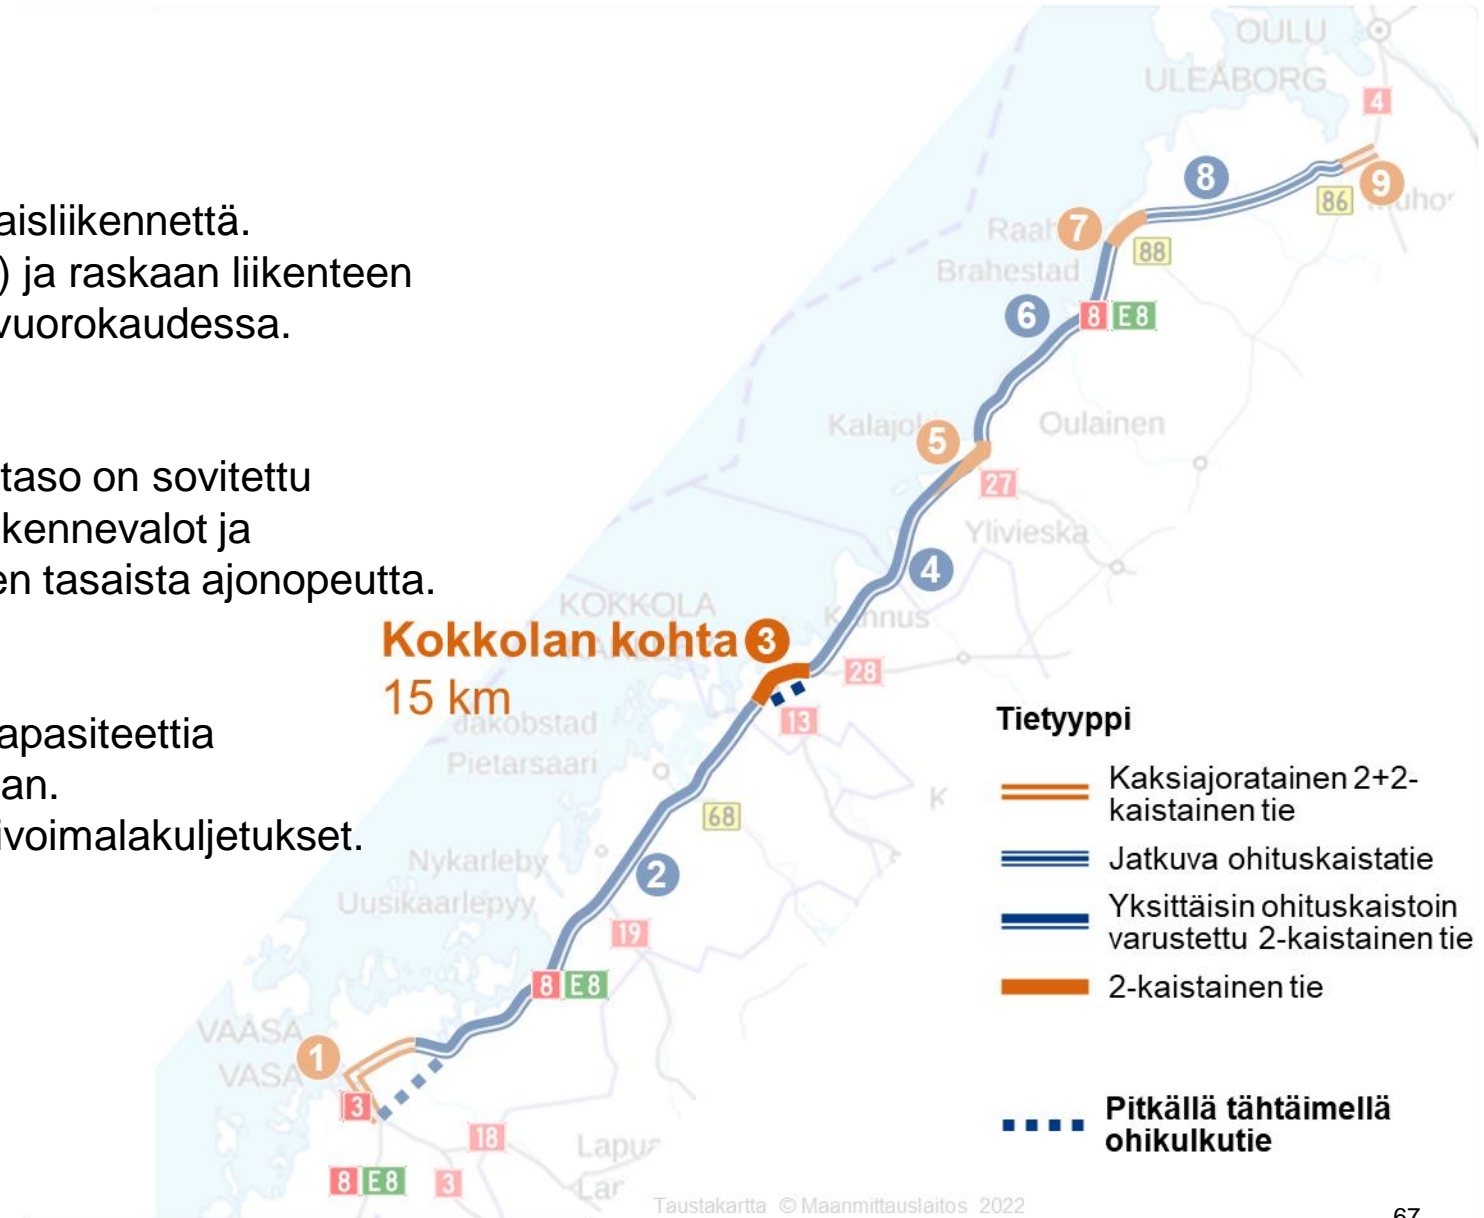 aisliikennettä.
) ja raskaan liikenteen
vuorokaudessa.
taso on sovitettu
kennevalot ja
en tasaista ajonopeutta.
apasiteettia
an.
ivoimalakuljetukset.
OULU
ULEÅBORG
4
8
9
86
Muhos
7
Raah
88
Brahestad
6
8 E8
Kalajoki
5
Oulainen
27
Ylivieska
4
KOKKOLA
Kannus
Kokkolan kohta 3
15 km
28
13
Jakobstad
Pietarsaari
K
68
Nykarleby
2
Uusikaarlepyy
19
8 E8
VAASA
1
VASA
3
18
Lapua
8 E8
3
Lar
Tietyyppi
Kaksiajoratainen 2+2-
kaistainen tie
Jatkuva ohituskaistatie
Yksittäisin ohituskaistoin
varustettu 2-kaistainen tie
2-kaistainen tie
Pitkällä tähtäimellä
ohikulkutie
Taustakartta © Maanmittauslaitos 2022
67